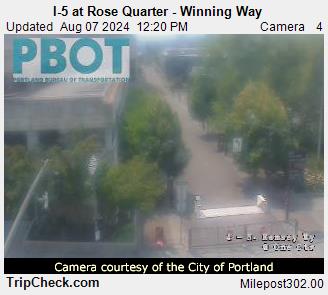 I-5 at Rose Quarter - Winning Way
Updated Aug 07 2024 12:20 PM Camera 4
PBOT
PORTLAND BUREAU OF TRANSPORTATION
Camera courtesy of the City of Portland
TripCheck.com Milepost302.00